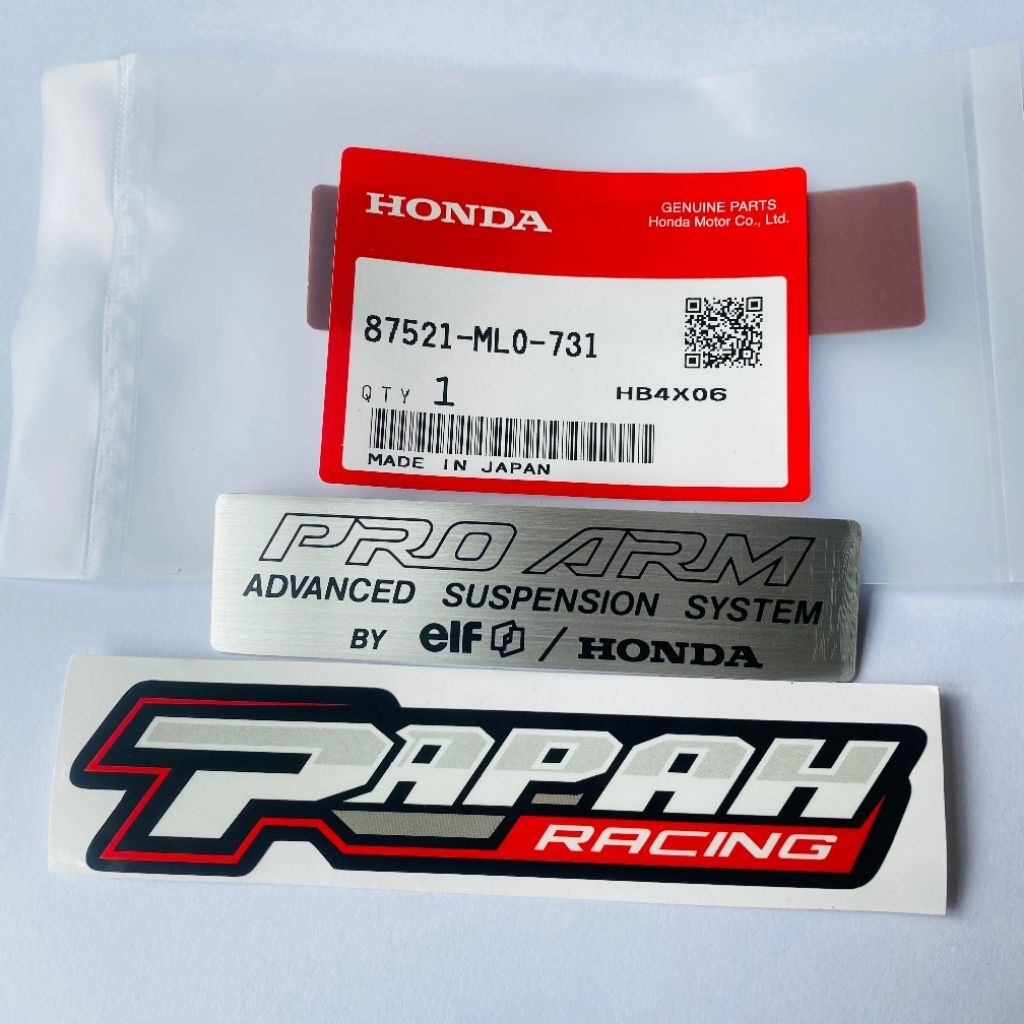 HONDA
GENUINE PARTS
Honda Motor Co., Ltd.
87521-ML0-731
QTY 1
HB4X06
MADE IN JAPAN
PRO ARM
ADVANCED SUSPENSION SYSTEM
BY elf / HONDA
PAPAH
RACING